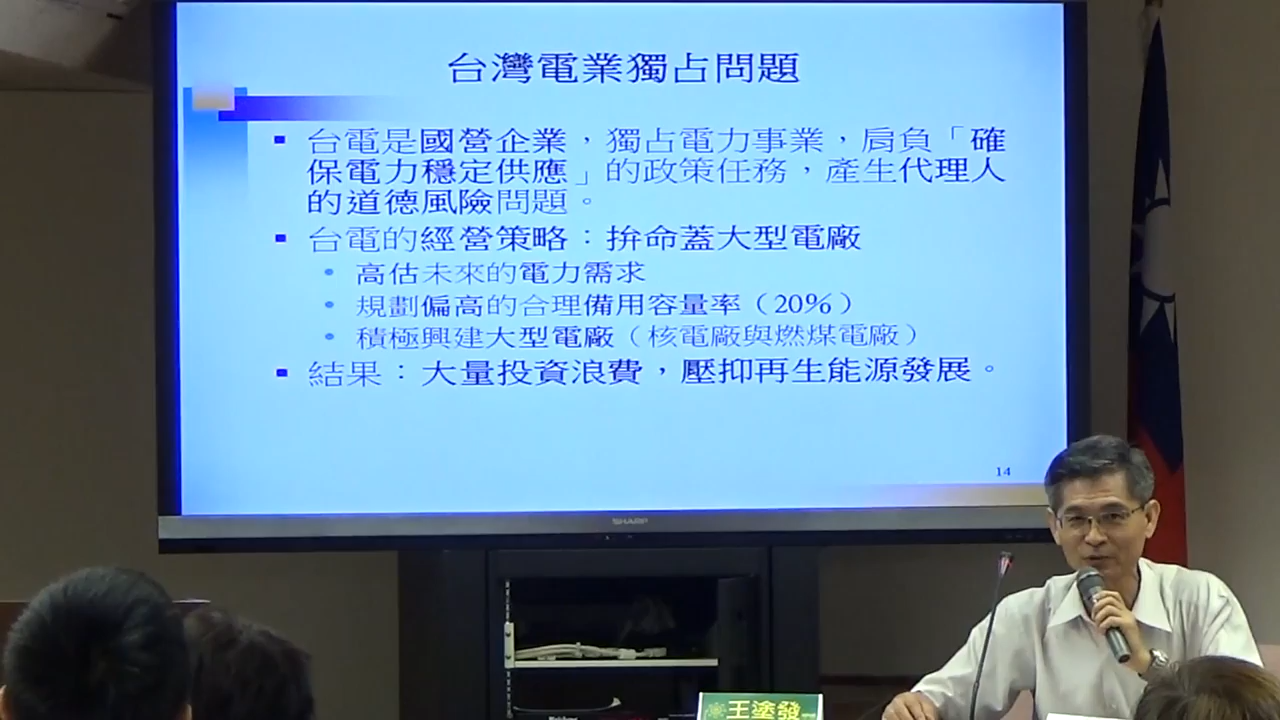 台灣電業獨占問題
台電是國營企業，獨占電力事業，肩負「確
保電力穩定供應」的政策任務，產生代理人
的道德風險問題。
台電的經營策略：拚命蓋大型電廠
高估未來的電力需求
規劃偏高的合理備用容量率（20%）
積極興建大型電廠（核電廠與燃煤電廠）
結果：大量投資浪費，壓抑再生能源發展。
14
SHARP
王塗發